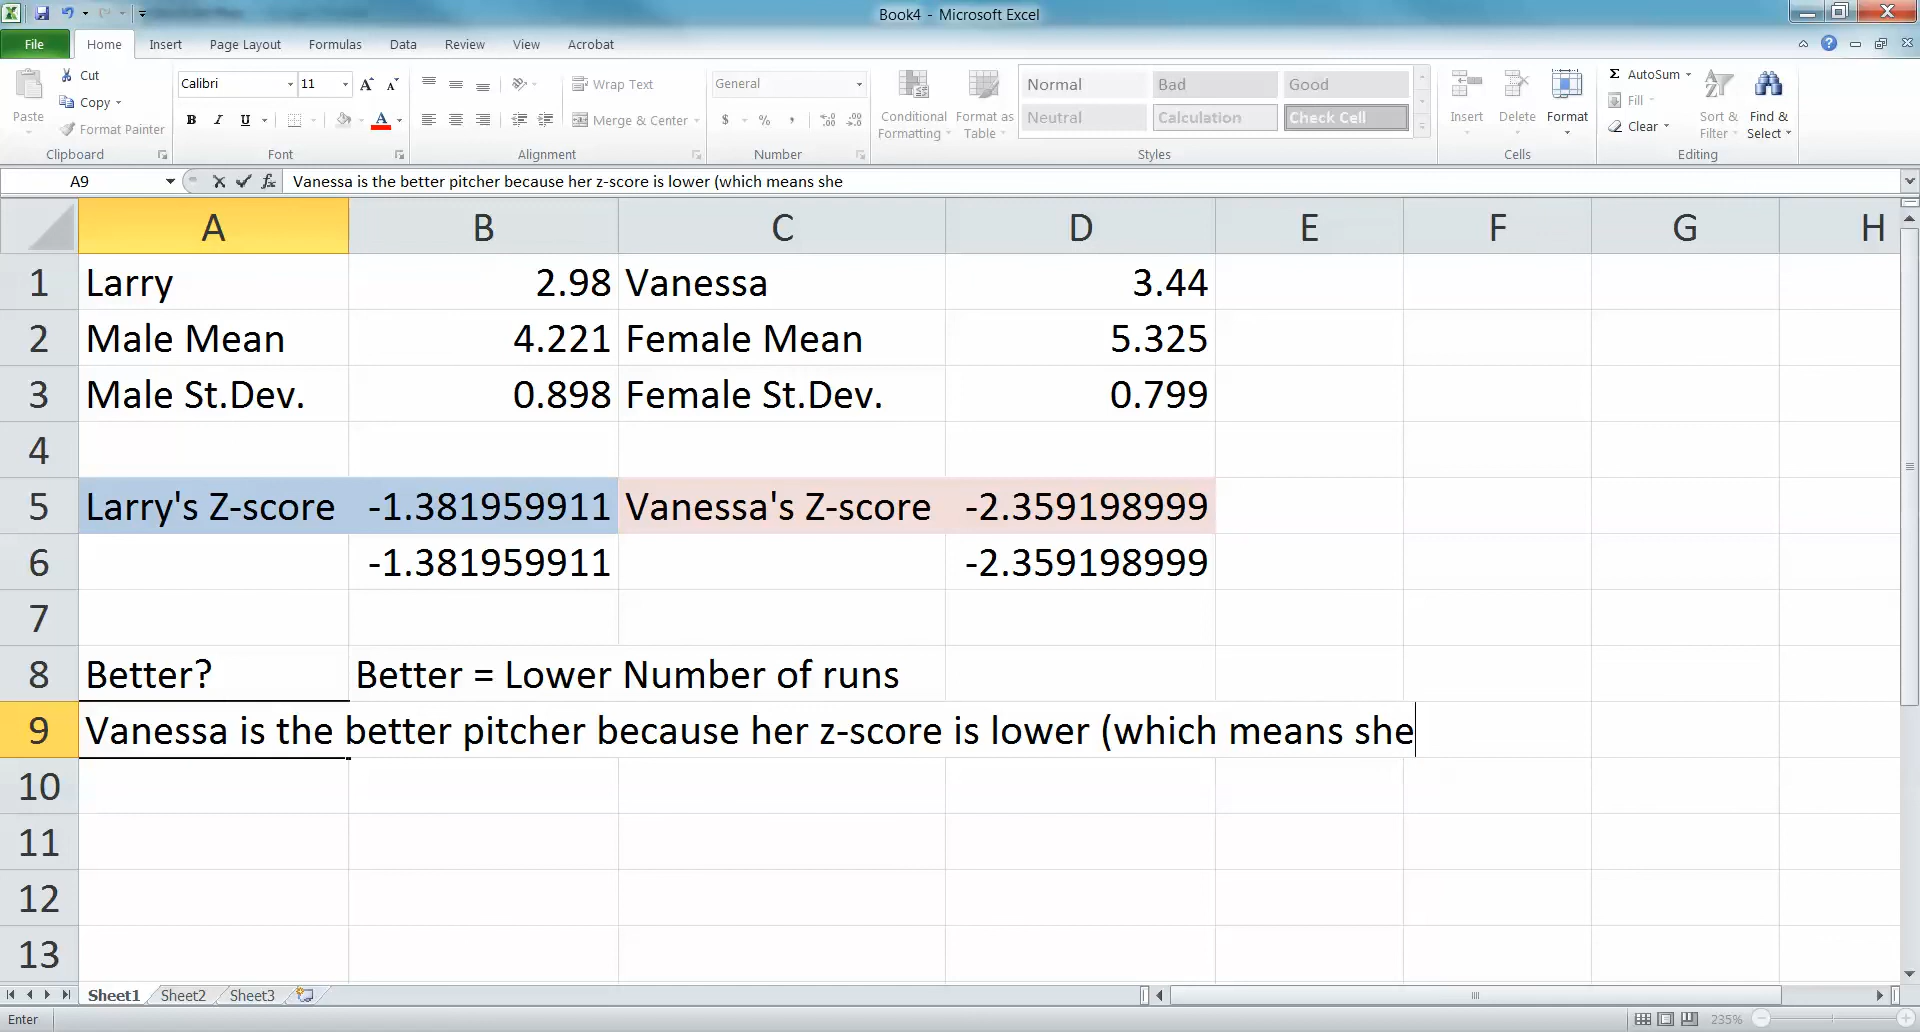 Book4 - Microsoft Excel
File Home Insert Page Layout Formulas Data Review View Acrobat
Paste
Cut
Copy
Format Painter
Clipboard
Calibri 11
B I U
Font
Wrap Text
Merge & Center
Alignment
General
$ % ,
Number
Conditional Formatting
Format as Table
Normal Bad Good
Neutral Calculation Check Cell
Styles
Insert Delete Format
Cells
Σ AutoSum
Fill
Clear
Sort & Filter
Find & Select
Editing
A9 fx Vanessa is the better pitcher because her z-score is lower (which means she
A B C D E F G H
1 Larry 2.98 Vanessa 3.44
2 Male Mean 4.221 Female Mean 5.325
3 Male St.Dev. 0.898 Female St.Dev. 0.799
4
5 Larry's Z-score -1.381959911 Vanessa's Z-score -2.359198999
6 -1.381959911 -2.359198999
7
8 Better? Better = Lower Number of runs
9 Vanessa is the better pitcher because her z-score is lower (which means she
10
11
12
13
Sheet1 Sheet2 Sheet3
Enter 235%